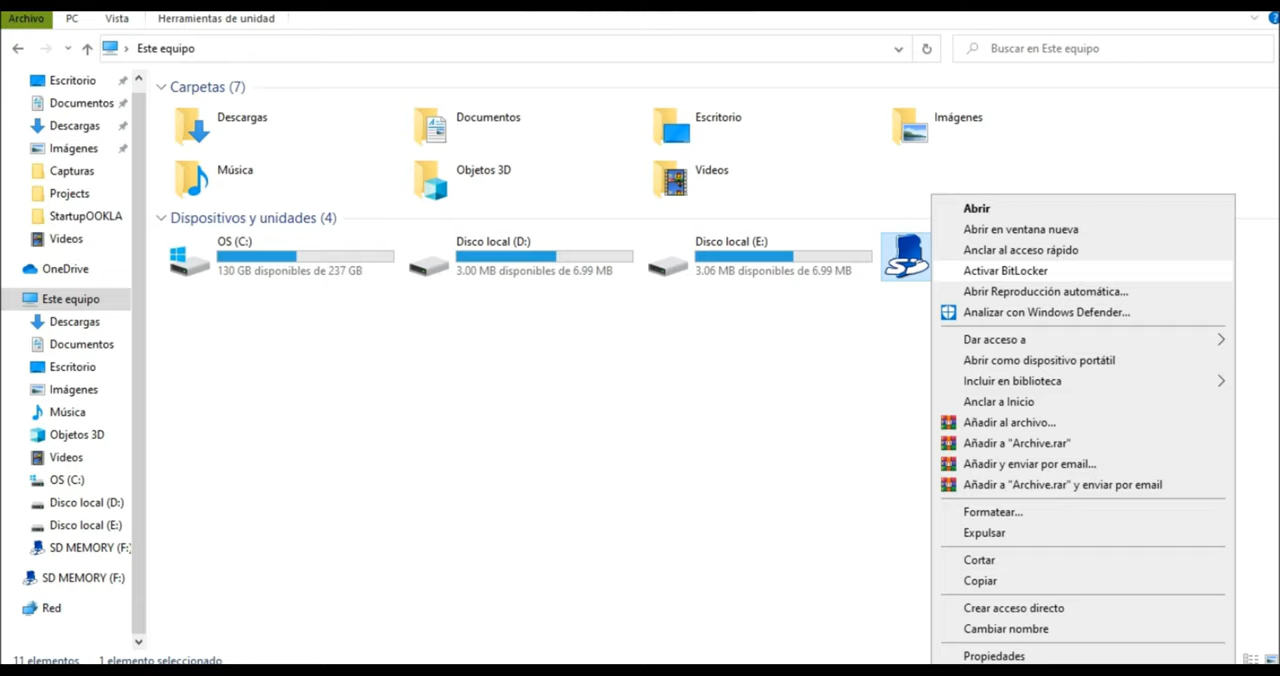 Archivo PC Vista Herramientas de unidad
Este equipo
Buscar en Este equipo
Escritorio
Documentos
Descargas
Imágenes
Capturas
Projects
StartupOOKLA
Videos
OneDrive
Este equipo
Descargas
Documentos
Escritorio
Imágenes
Música
Objetos 3D
Videos
OS (C:)
Disco local (D:)
Disco local (E:)
SD MEMORY (F:)
SD MEMORY (F:)
Red
Carpetas (7)
Descargas
Documentos
Escritorio
Imágenes
Música
Objetos 3D
Videos
Dispositivos y unidades (4)
OS (C:)
130 GB disponibles de 237 GB
Disco local (D:)
3.00 MB disponibles de 6.99 MB
Disco local (E:)
3.06 MB disponibles de 6.99 MB
SD
Abrir
Abrir en ventana nueva
Anclar al acceso rápido
Activar BitLocker
Abrir Reproducción automática...
Analizar con Windows Defender...
Dar acceso a
Abrir como dispositivo portátil
Incluir en biblioteca
Anclar a Inicio
Añadir al archivo...
Añadir a "Archive.rar"
Añadir y enviar por email...
Añadir a "Archive.rar" y enviar por email
Formatear...
Expulsar
Cortar
Copiar
Crear acceso directo
Cambiar nombre
Propiedades
11 elementos 1 elemento seleccionado